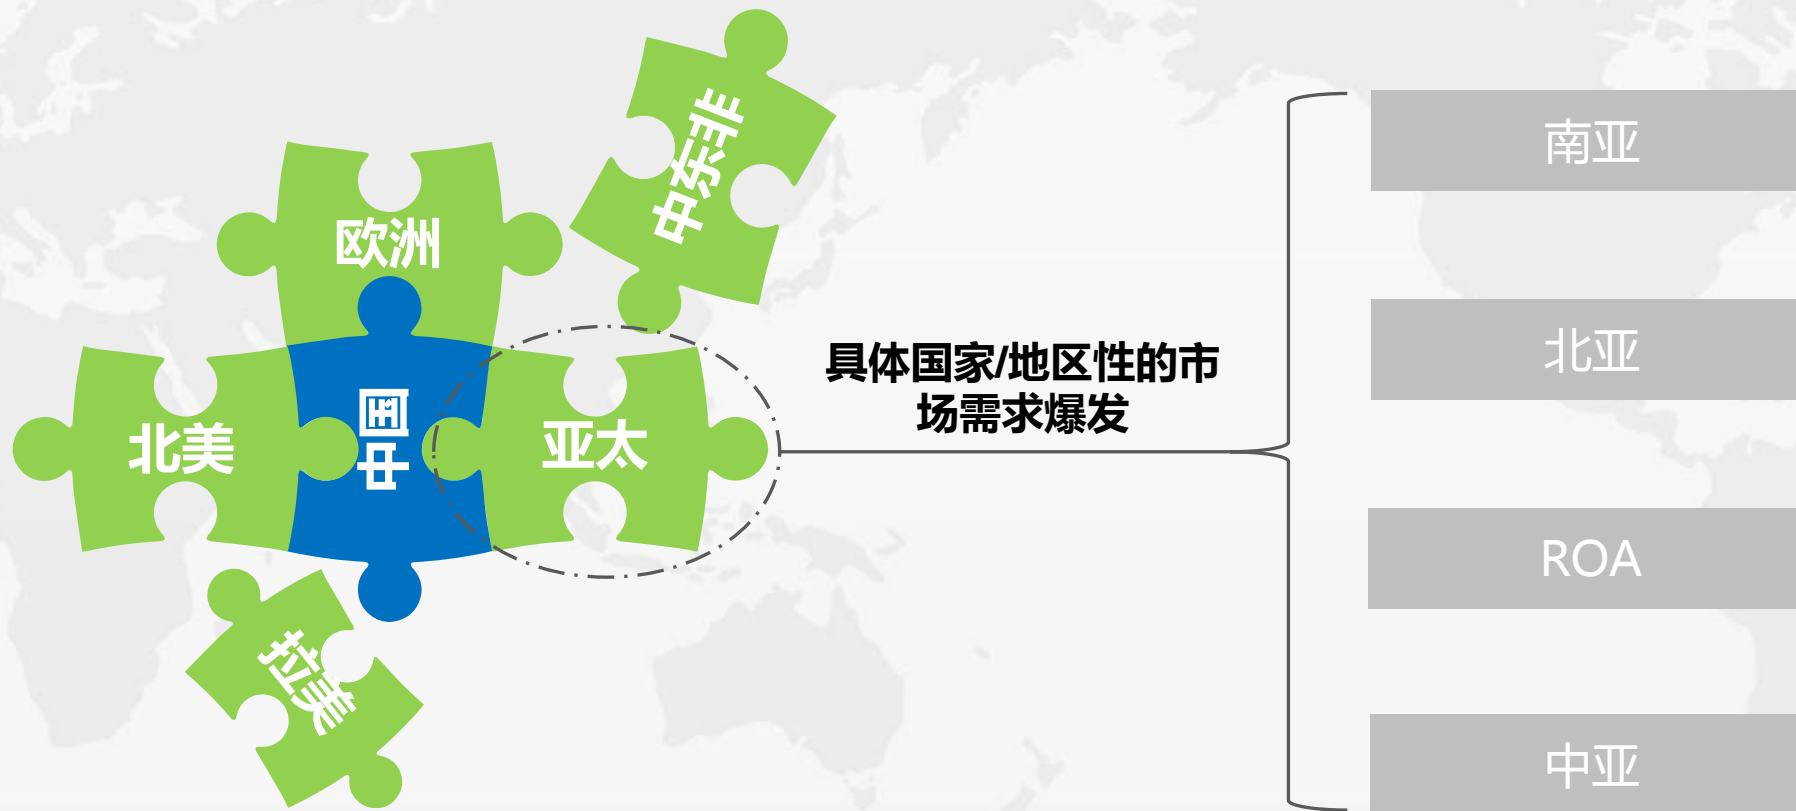 中东非
欧洲
中国
北美
亚太
拉美
具体国家/地区性的市
场需求爆发
南亚
北亚
ROA
中亚